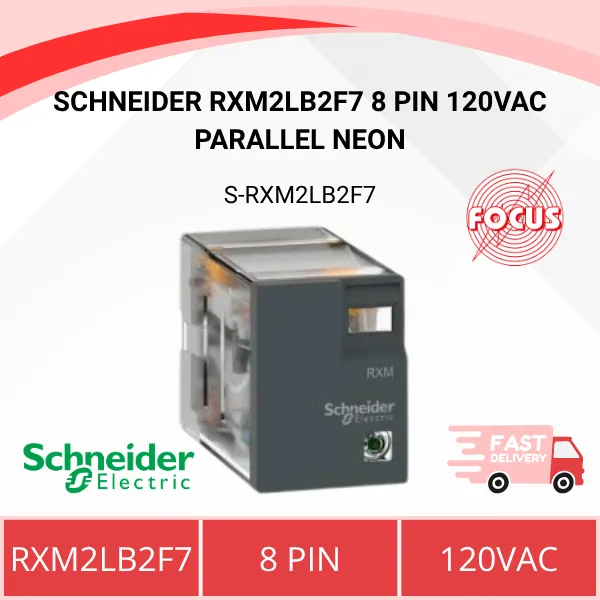 SCHNEIDER RXM2LB2F7 8 PIN 120VAC
PARALLEL NEON
S-RXM2LB2F7
FOCUS
RXM
Schneider
Electric
Schneider
Electric
FAST
DELIVERY
RXM2LB2F7
8 PIN
120VAC